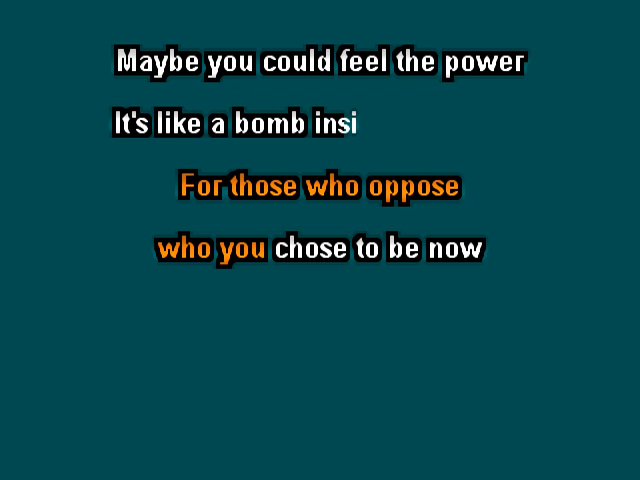 Maybe you could feel the power
It's like a bomb insi
For those who oppose
who you chose to be now